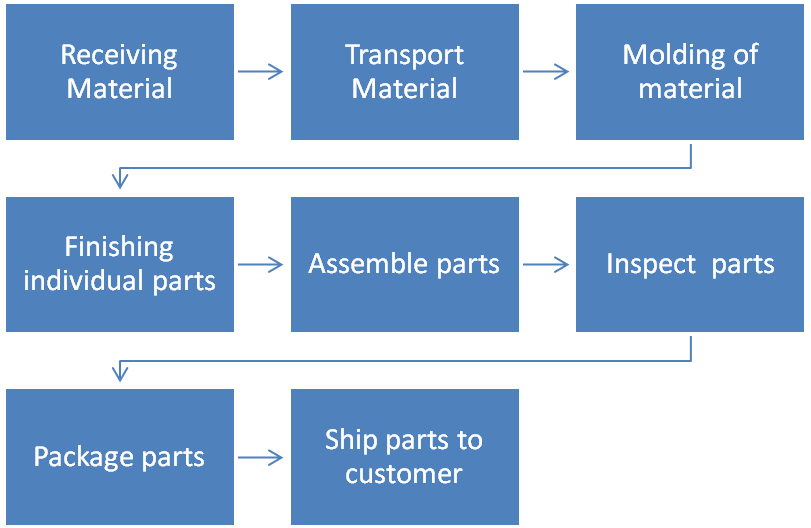 Receiving
Material
Transport
Material
Molding of
material
Finishing
individual parts
Assemble parts
Inspect  parts
Package parts
Ship parts to
customer